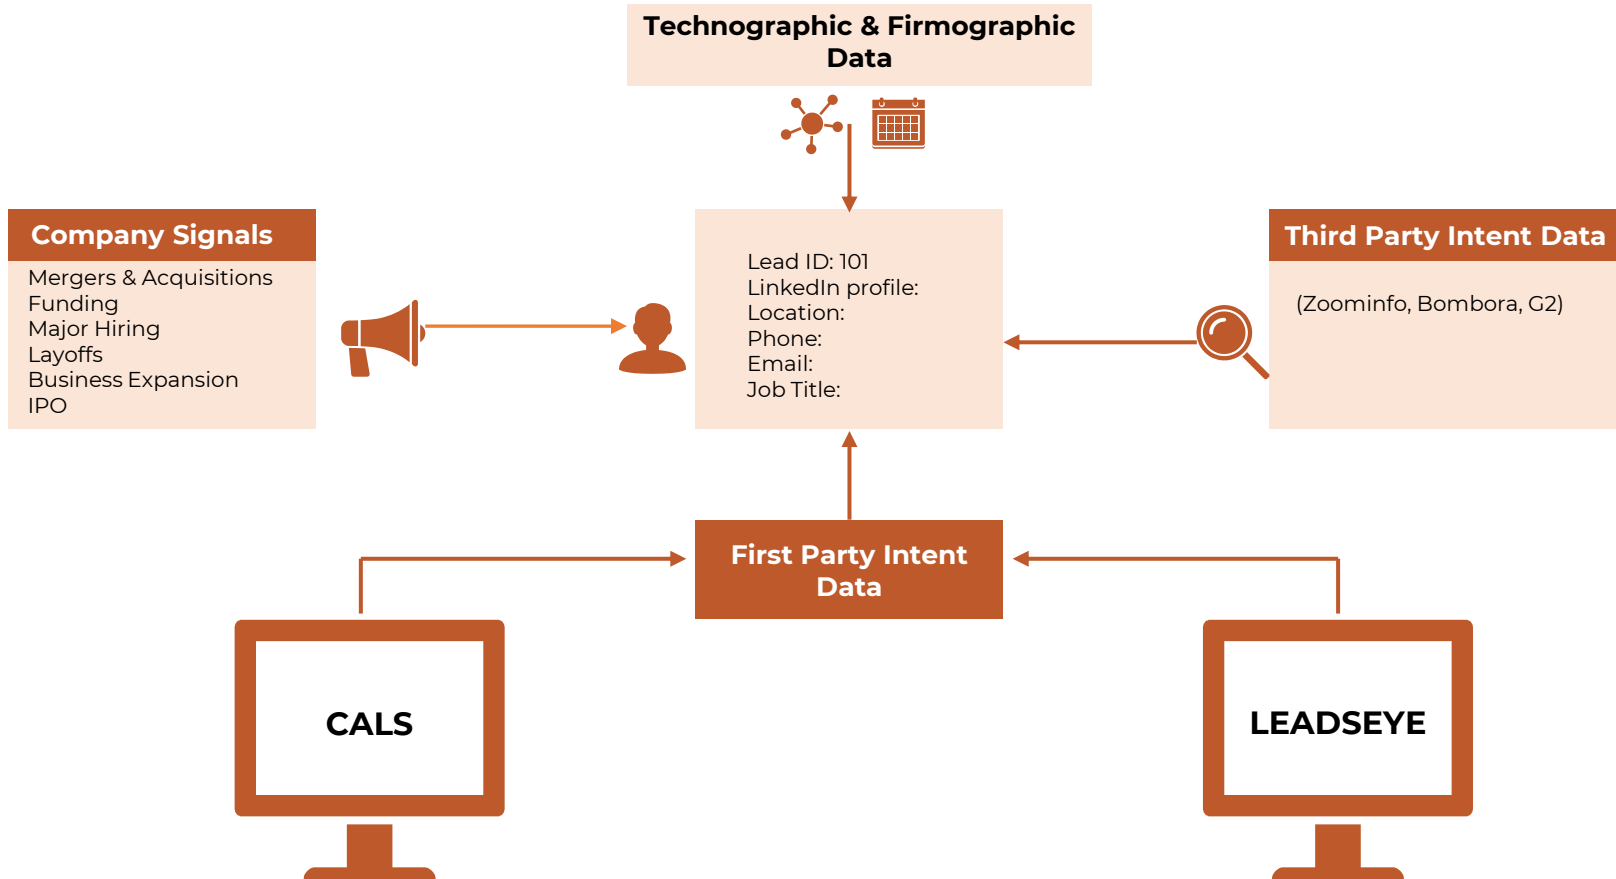 Technographic & Firmographic
Data
Company Signals
Mergers & Acquisitions
Funding
Major Hiring
Layoffs
Business Expansion
IPO
Lead ID: 101
LinkedIn profile:
Location:
Phone:
Email:
Job Title:
Third Party Intent Data
(Zoominfo, Bombora, G2)
First Party Intent
Data
CALS
LEADSEYE